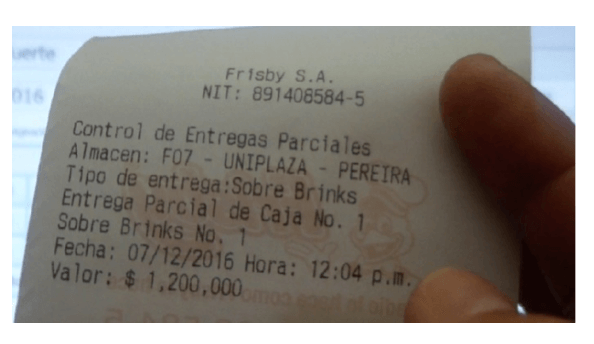 uerte
016
Frisby S.A.
NIT: 891408584-5
Control de Entregas Parciales
Almacen: F07 - UNIPLAZA - PEREIRA
Tipo de entrega:Sobre Brinks
Entrega Parcial de Caja No. 1
Sobre Brinks No. 1
Fecha: 07/12/2016 Hora: 12:04 p.m.
Valor: $ 1,200,000